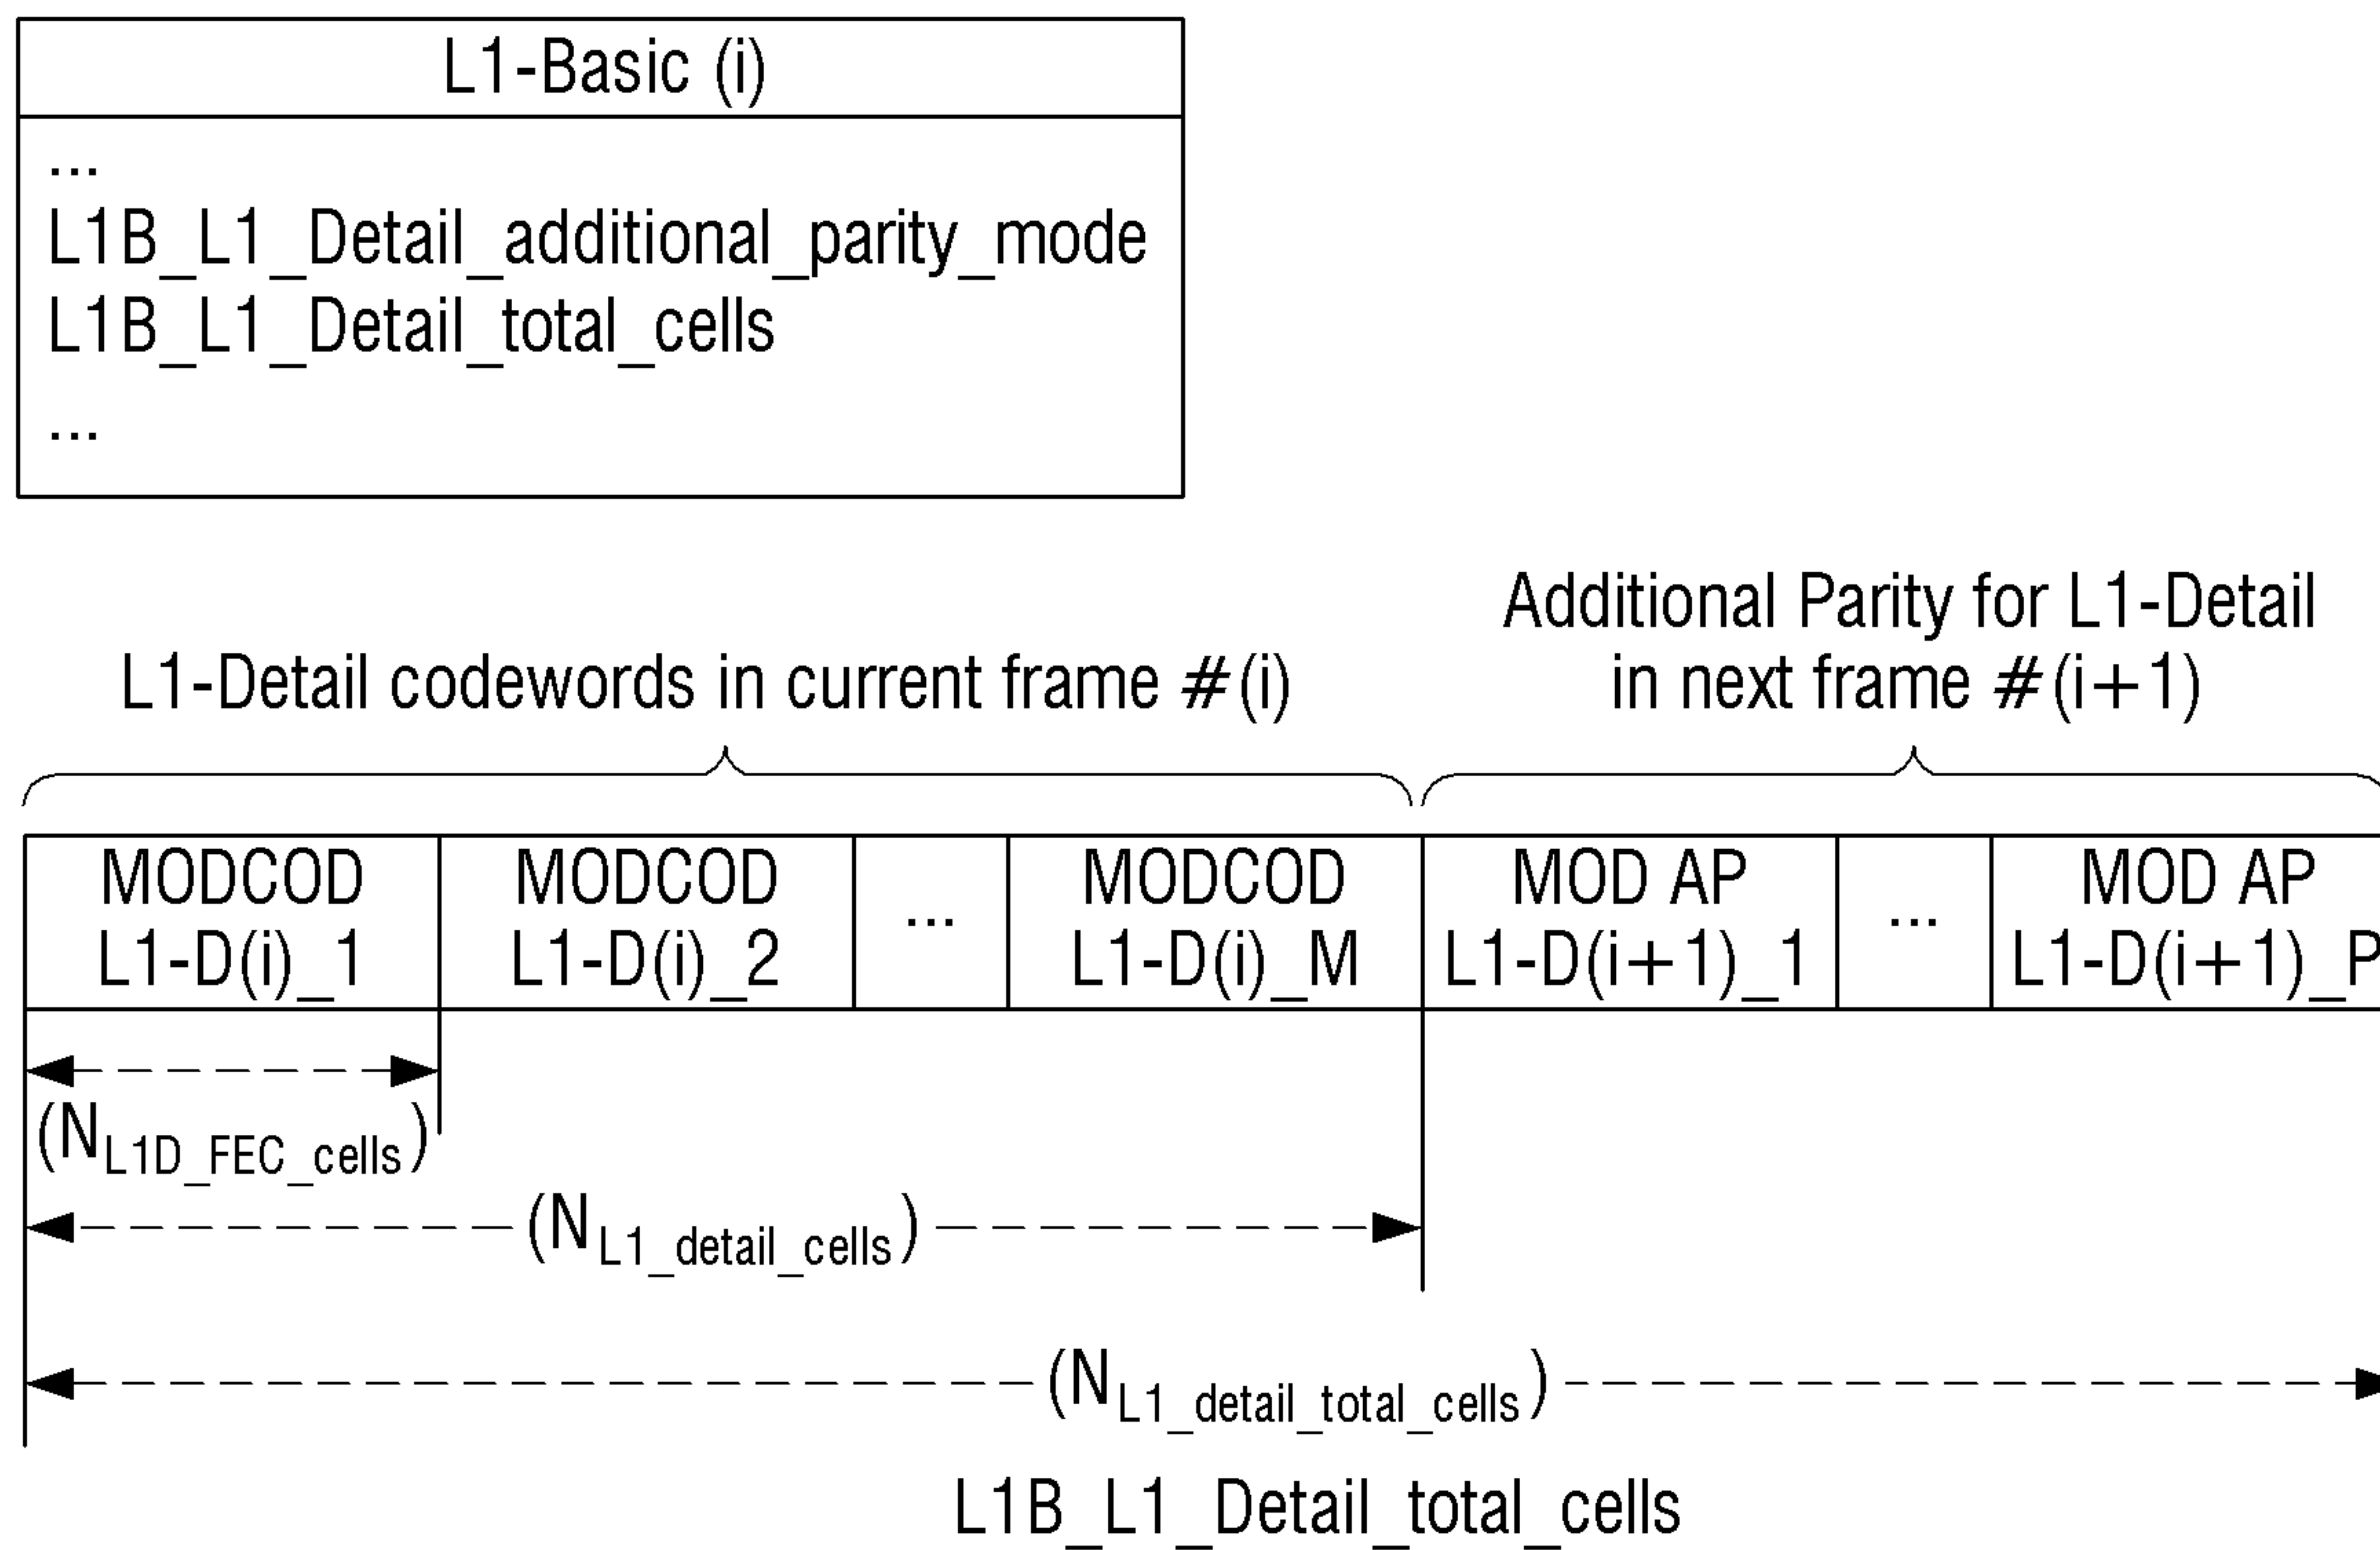 L1-Basic (i)
...
L1B_L1_Detail_additional_parity_mode
L1B_L1_Detail_total_cells
...
Additional Parity for L1-Detail
in next frame #(i+1)
L1-Detail codewords in current frame #(i)
MODCOD L1-D(i)_1
MODCOD L1-D(i)_2
...
MODCOD L1-D(i)_M
MOD AP L1-D(i+1)_1
...
MOD AP L1-D(i+1)_P
(NL1D_FEC_cells)
(NL1_detail_cells)
(NL1_detail_total_cells)
L1B_L1_Detail_total_cells